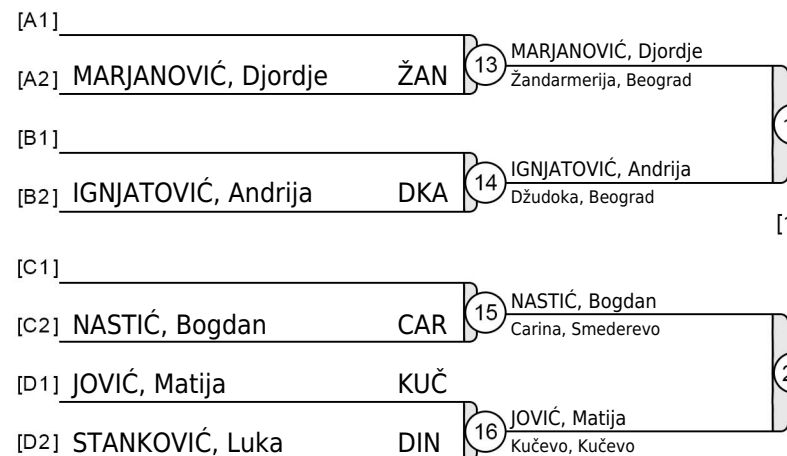 [A1]
[A2] MARJANOVIĆ, Djordje ŽAN
13
MARJANOVIĆ, Djordje
Žandarmerija, Beograd
[B1]
[B2] IGNJATOVIĆ, Andrija DKA
14
IGNJATOVIĆ, Andrija
Džudoka, Beograd
[C1]
[C2] NASTIĆ, Bogdan CAR
15
NASTIĆ, Bogdan
Carina, Smederevo
[D1] JOVIĆ, Matija KUČ
[D2] STANKOVIĆ, Luka DIN
16
JOVIĆ, Matija
Kučevo, Kučevo